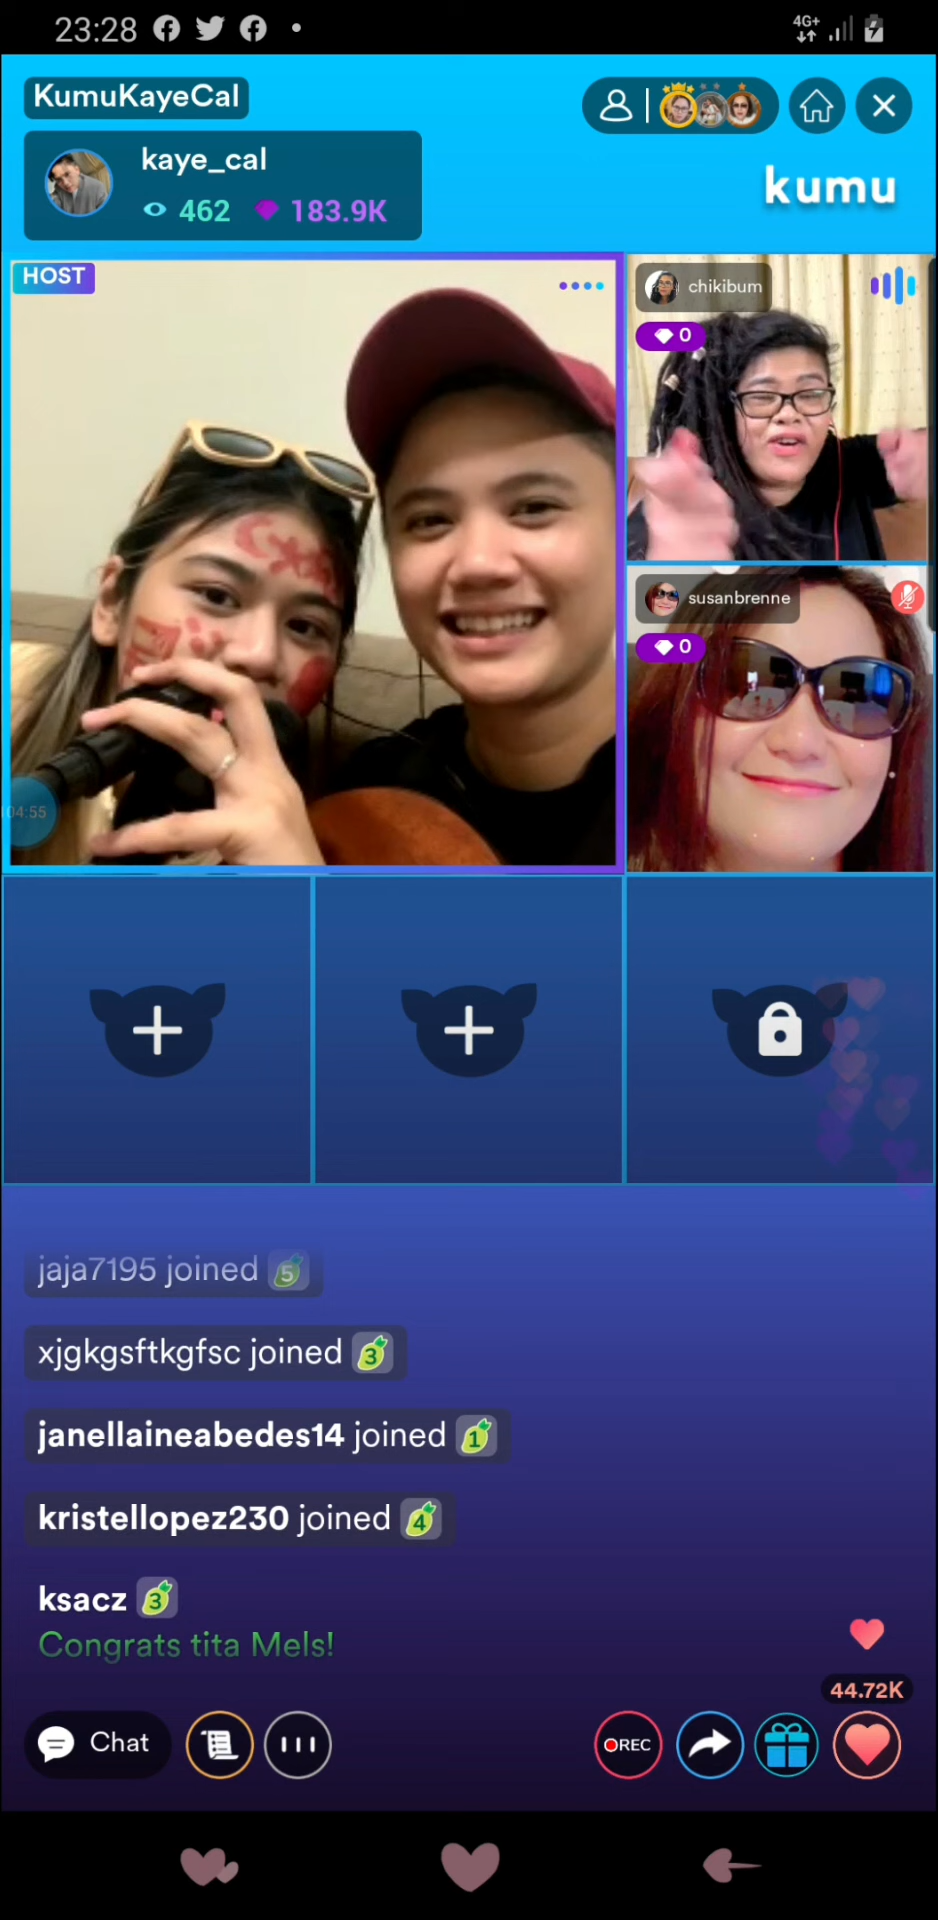 23:28
4G+
KumuKayeCal
kaye_cal
462 183.9K
kumu
HOST
chikibum
0
susanbrenne
0
04:55
jaja7195 joined 5
xjgkgsftkgfsc joined 3
janellaineabedes14 joined 1
kristellopez230 joined 4
ksacz 3
Congrats tita Mels!
44.72K
Chat
REC